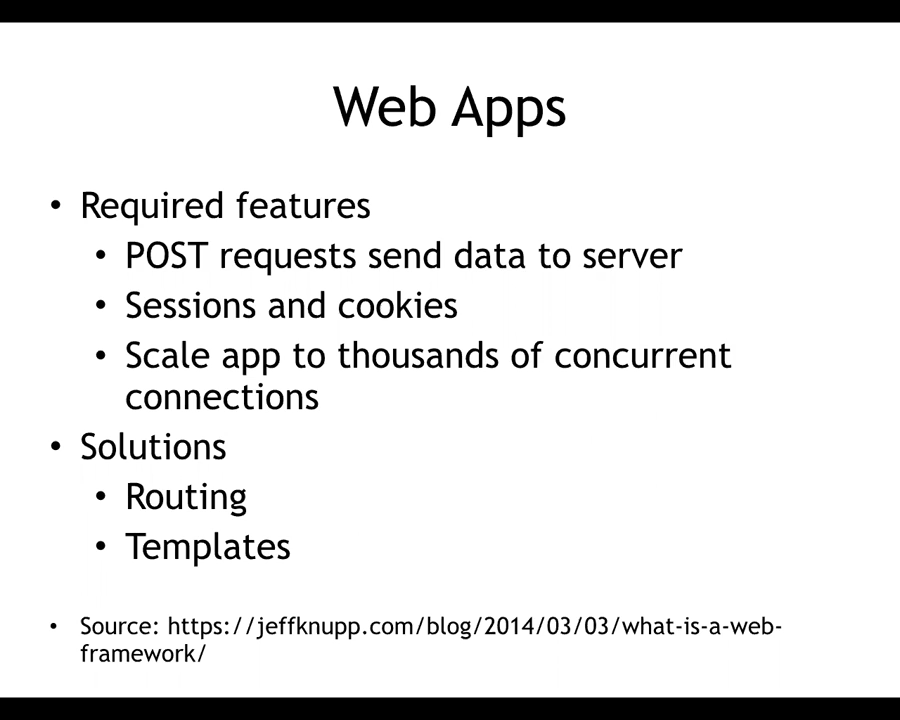 Web Apps
• Required features
• POST requests send data to server
• Sessions and cookies
• Scale app to thousands of concurrent
connections
• Solutions
• Routing
• Templates
• Source: https://jeffknupp.com/blog/2014/03/03/what-is-a-web-
framework/